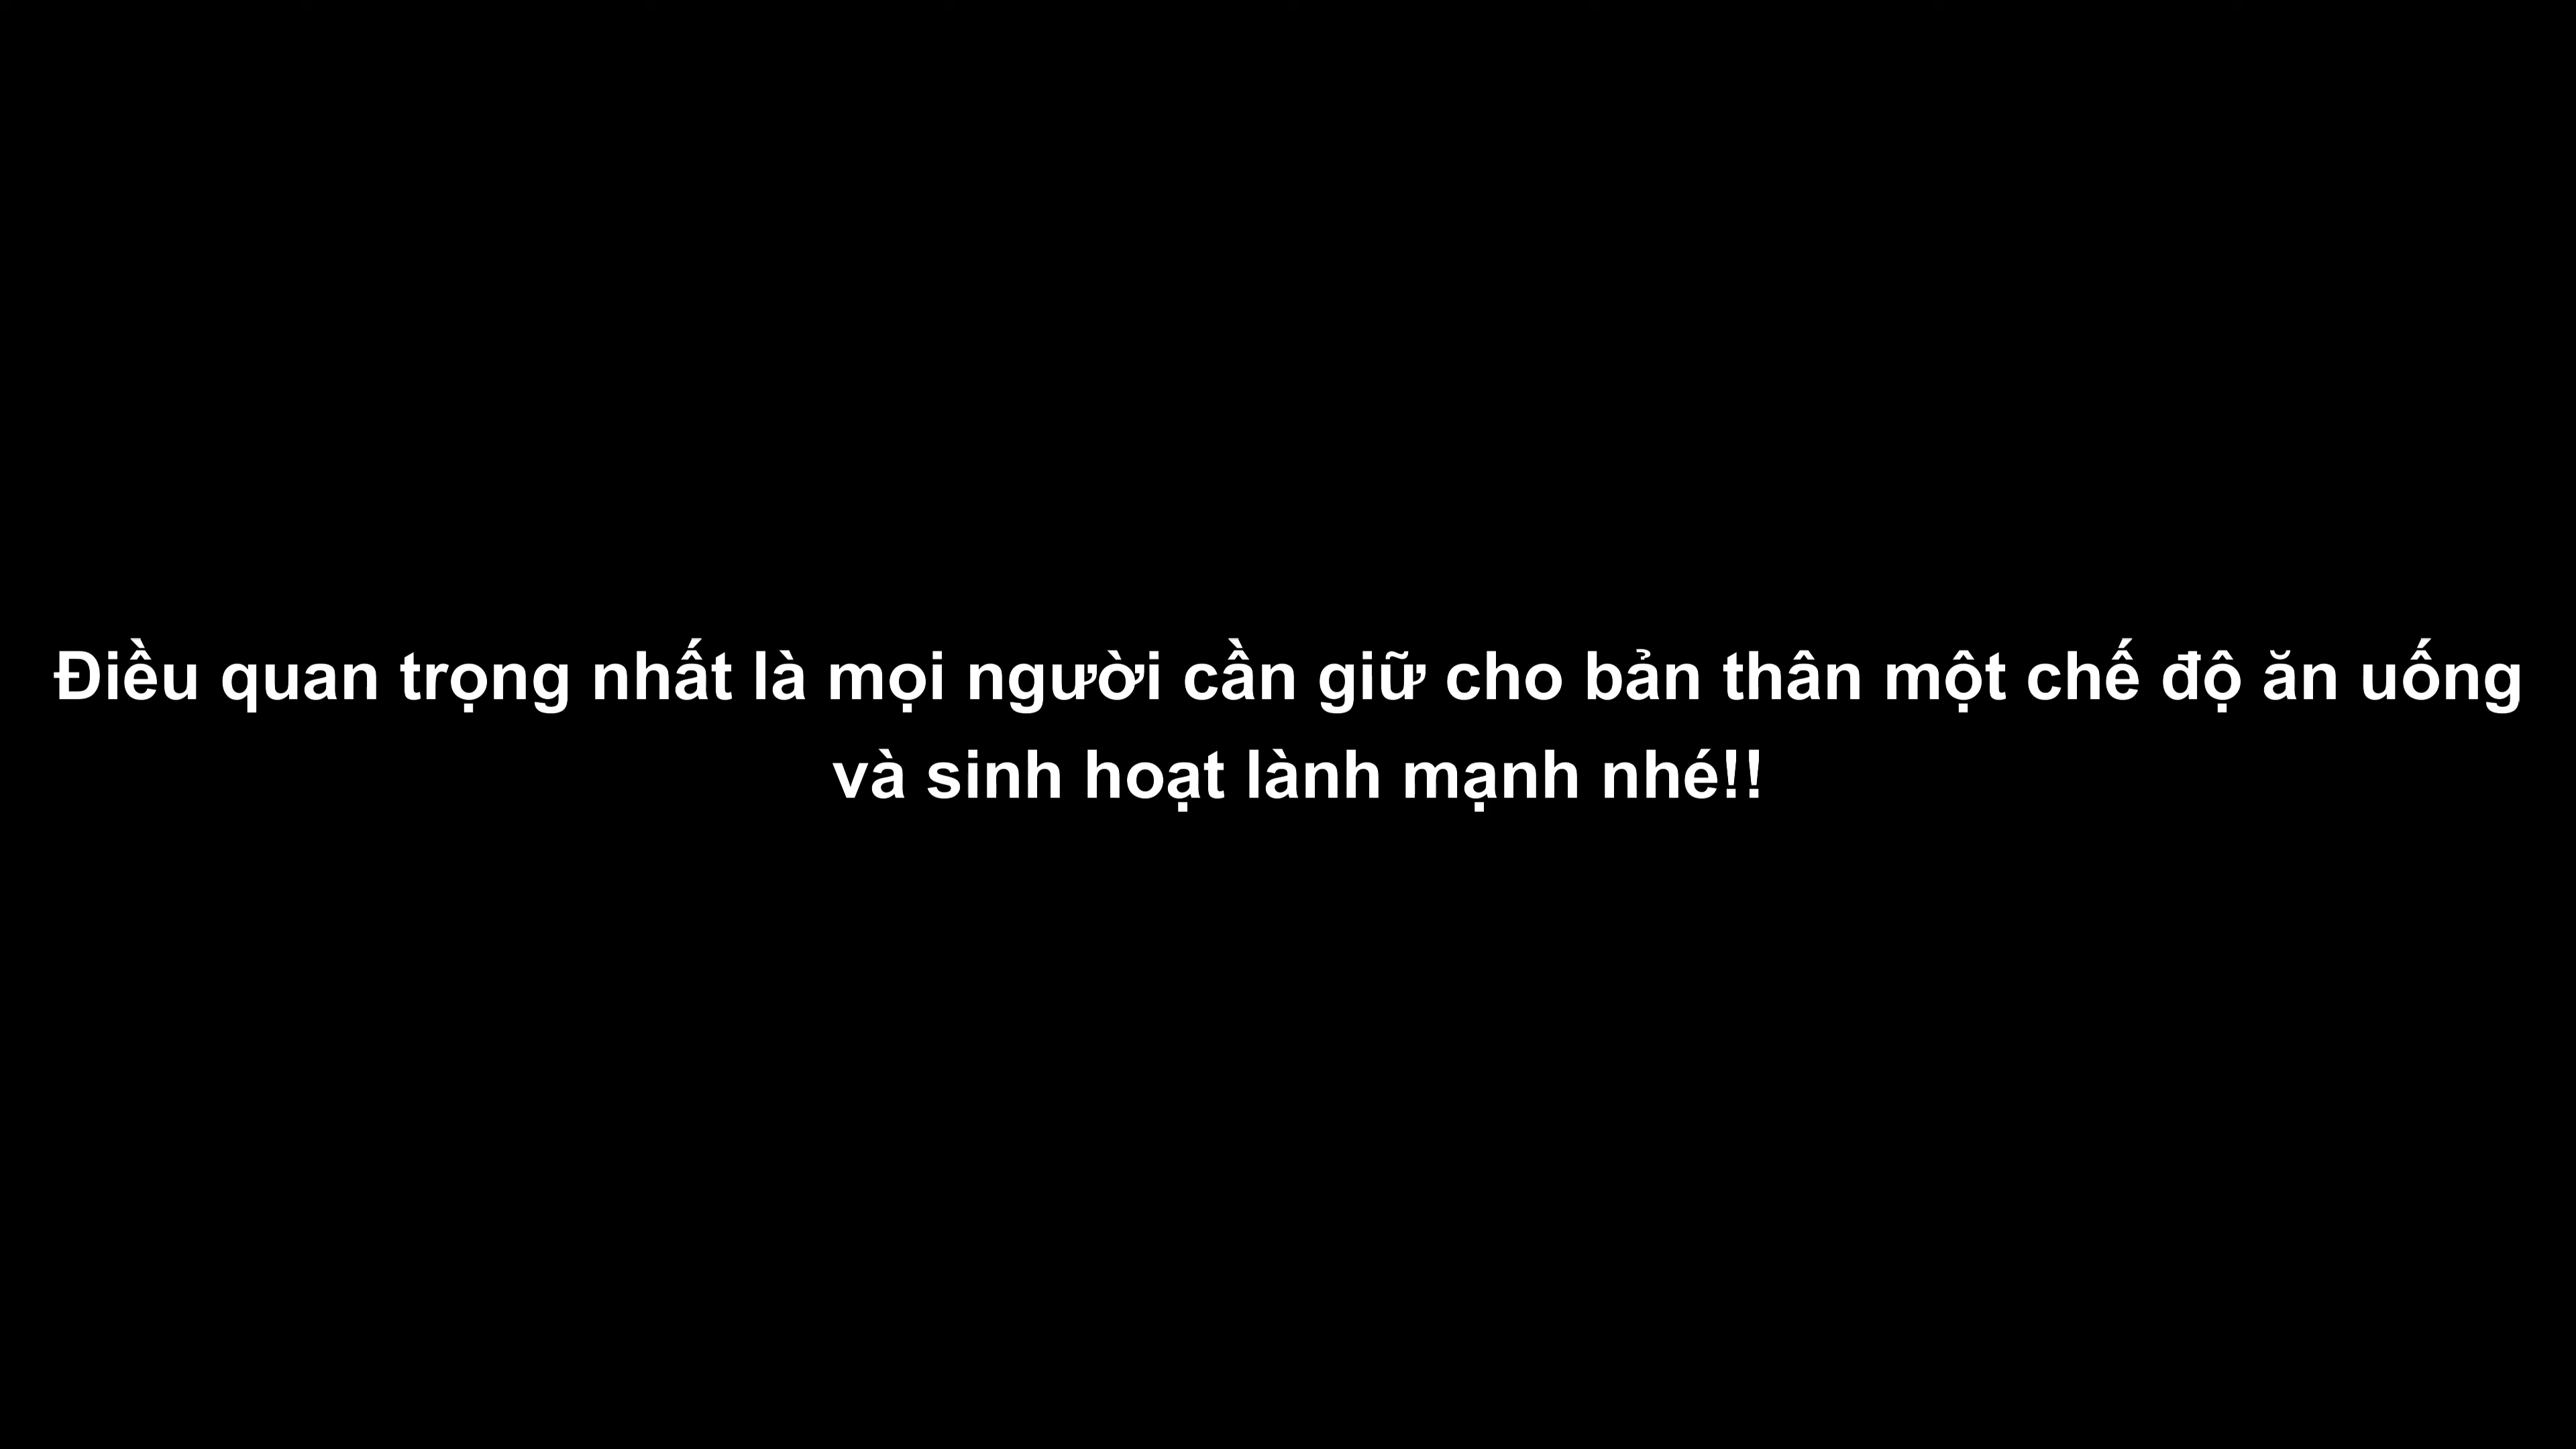 Điều quan trọng nhất là mọi người cần giữ cho bản thân một chế độ ăn uống
và sinh hoạt lành mạnh nhé!!